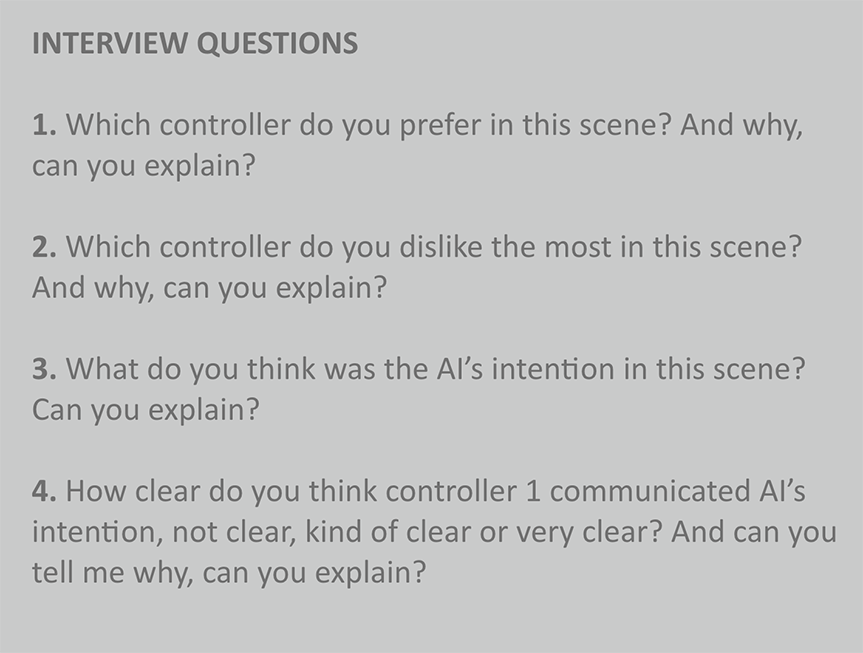 INTERVIEW QUESTIONS
1. Which controller do you prefer in this scene? And why,
can you explain?
2. Which controller do you dislike the most in this scene?
And why, can you explain?
3. What do you think was the AI’s intention in this scene?
Can you explain?
4. How clear do you think controller 1 communicated AI’s
intention, not clear, kind of clear or very clear? And can you
tell me why, can you explain?